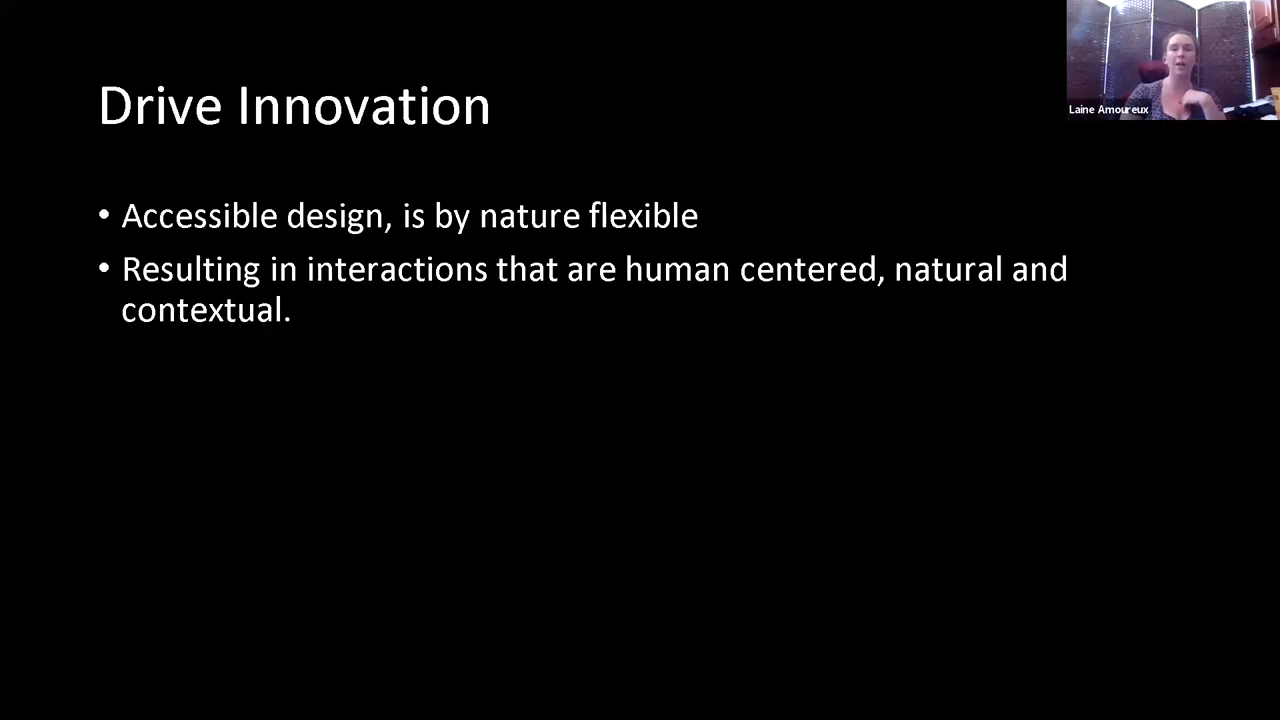 Drive Innovation
Laine Amoureux
• Accessible design, is by nature flexible
• Resulting in interactions that are human centered, natural and
contextual.